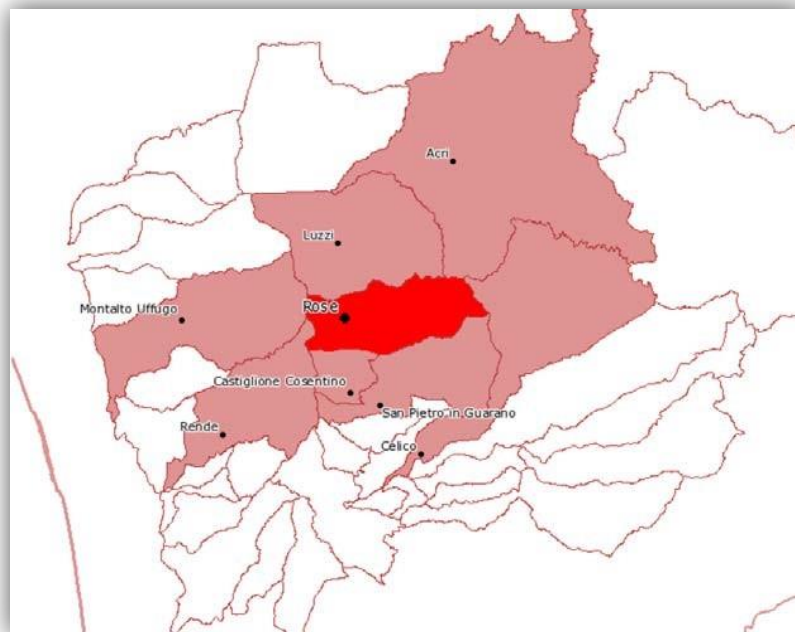 Acri
Luzzi
Rose
Montalto Uffugo
Castiglione Cosentino
San Pietro in Guarano
Rende
Celico